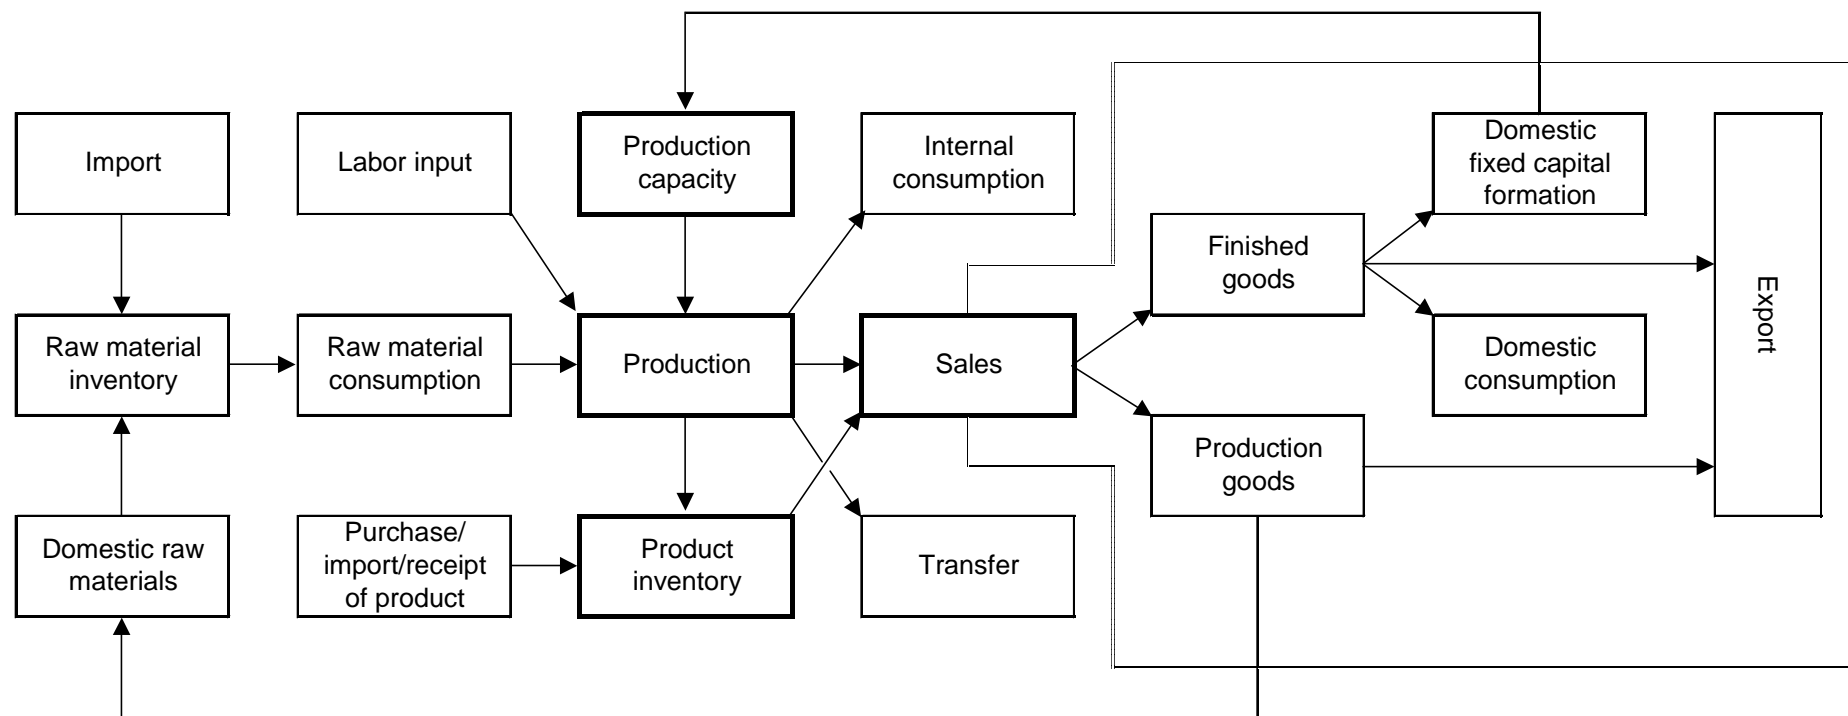 Import
Labor input
Production
capacity
Internal
consumption
Domestic
fixed capital
formation
Finished
goods
Export
Raw material
inventory
Raw material
consumption
Production
Sales
Domestic
consumption
Production
goods
Domestic raw
materials
Purchase/
import/receipt
of product
Product
inventory
Transfer